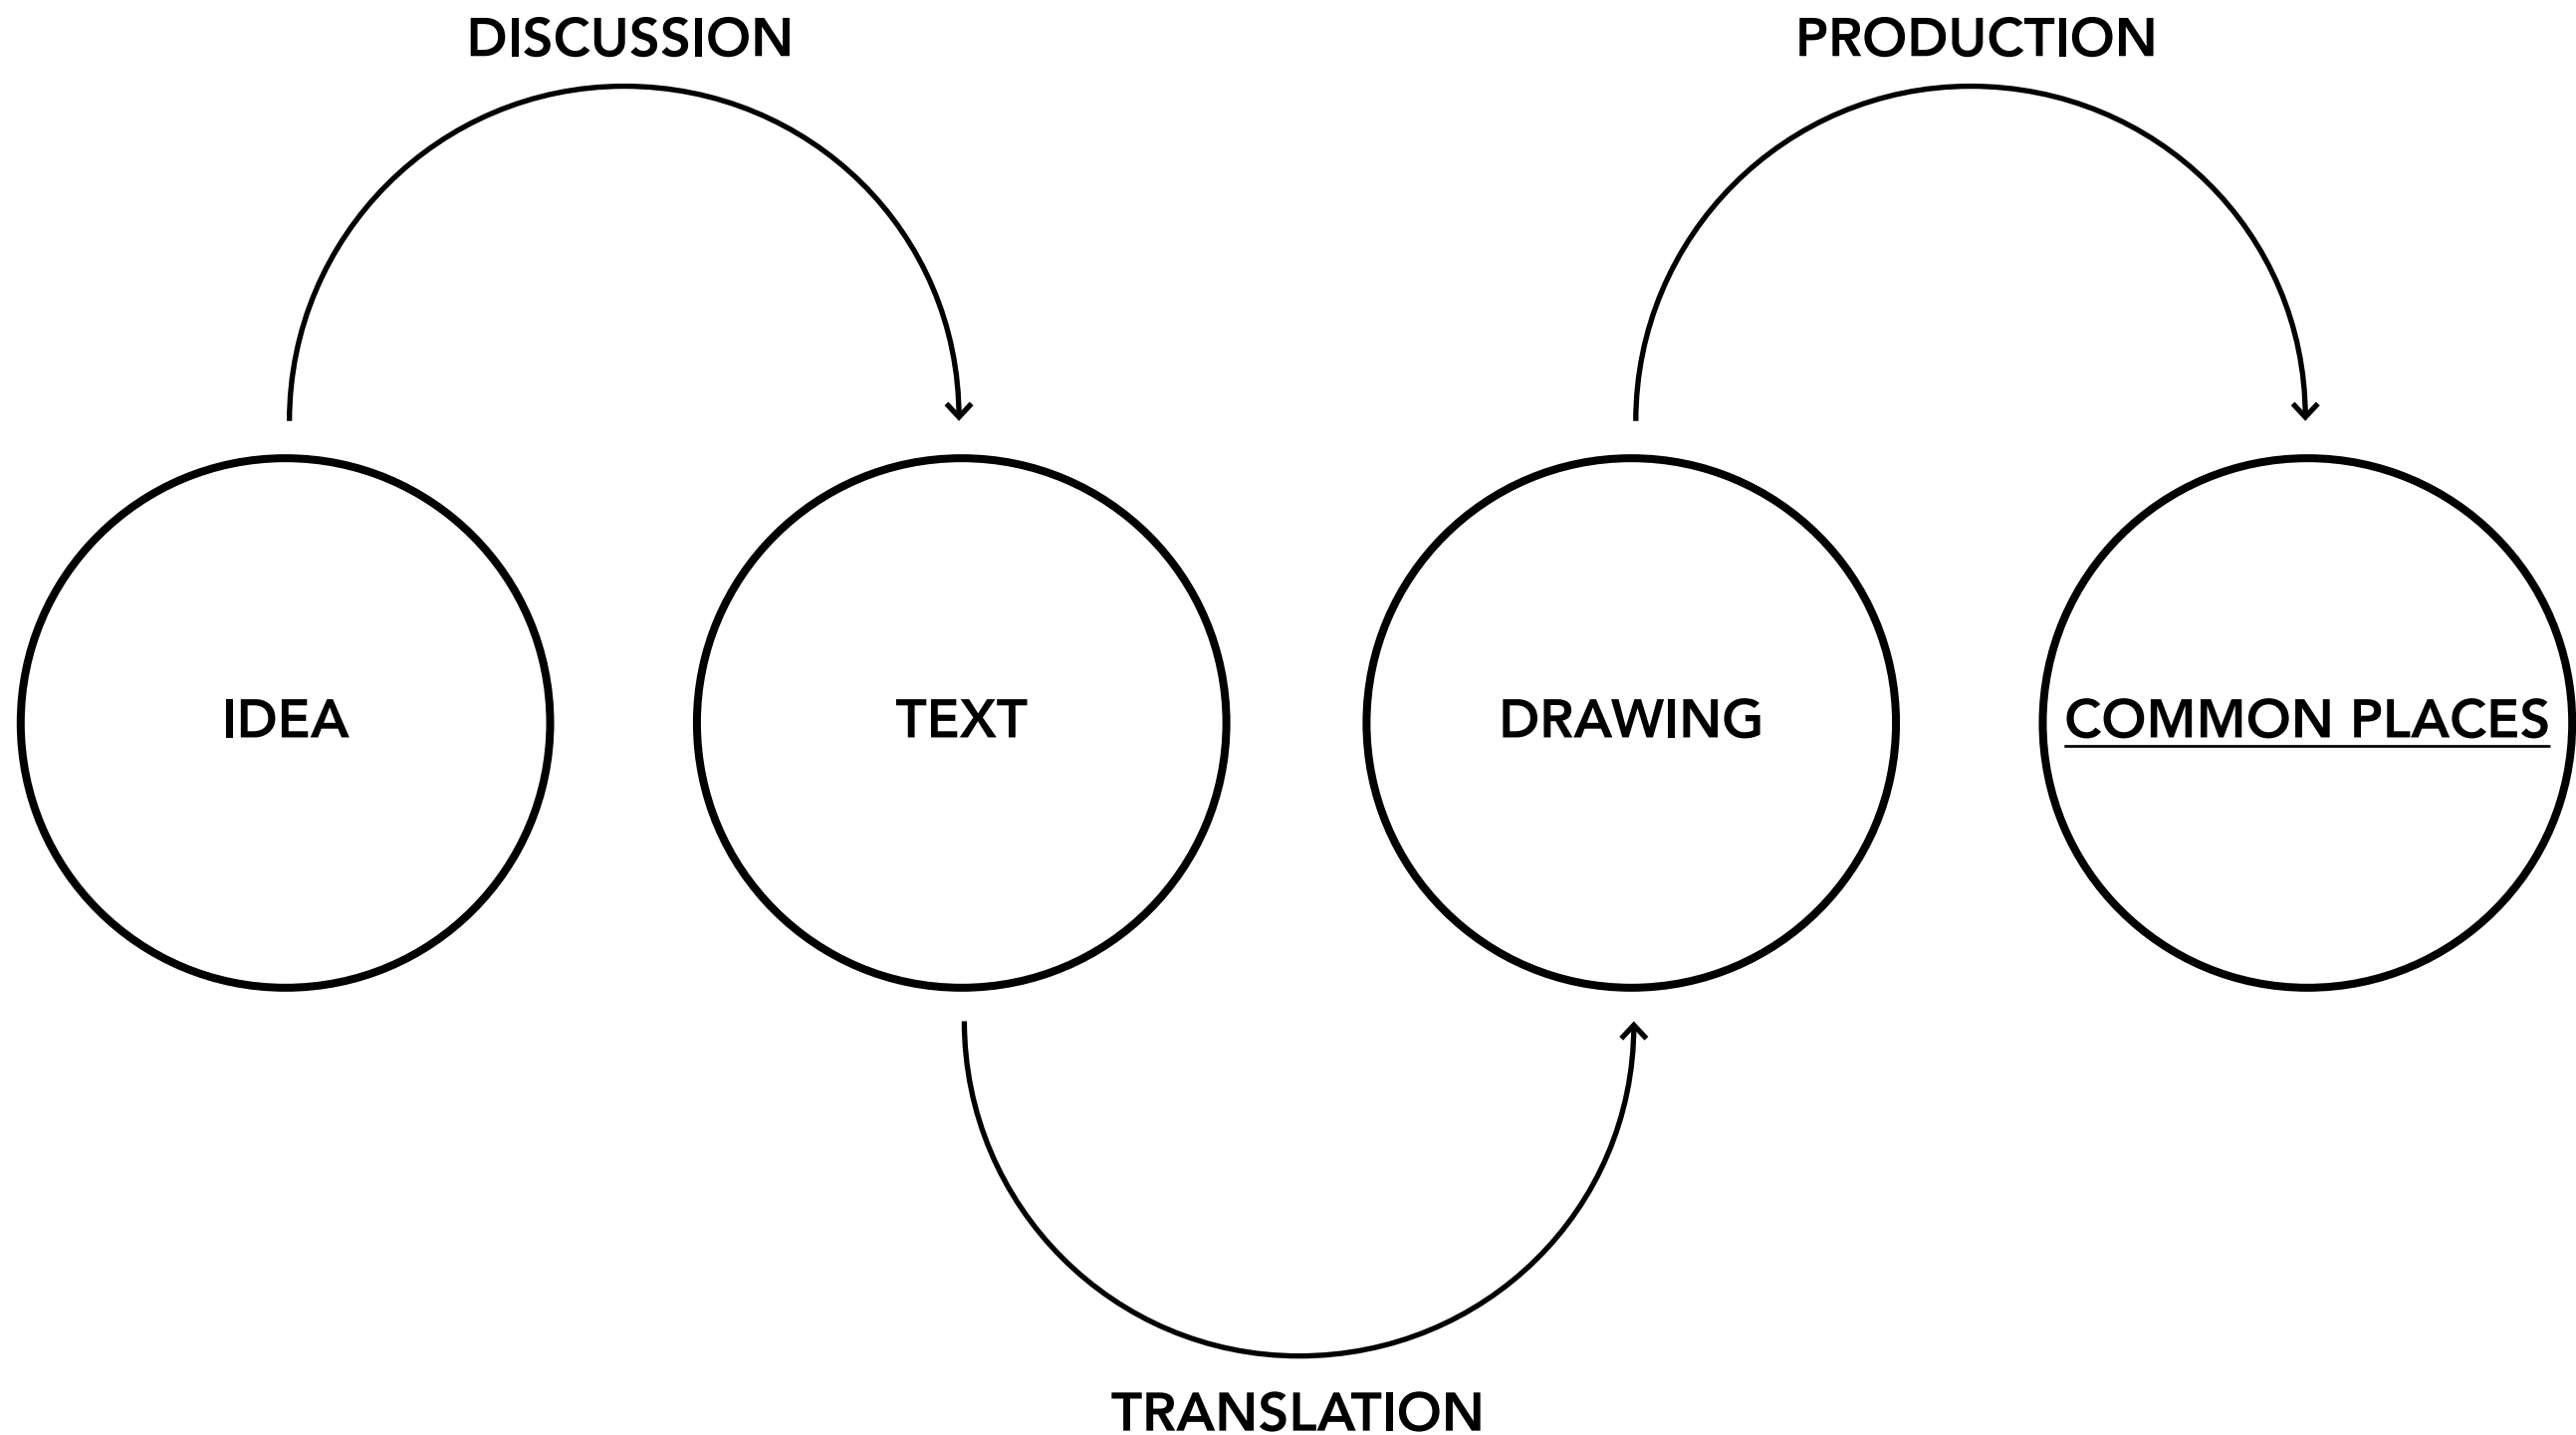 DISCUSSION
PRODUCTION
IDEA
TEXT
DRAWING
COMMON PLACES
TRANSLATION